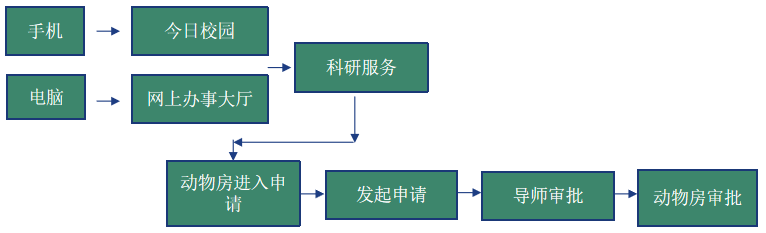 手机
今日校园
电脑
网上办事大厅
科研服务
动物房进入申
请
发起申请
导师审批
动物房审批